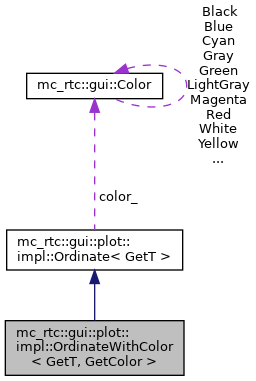 Black
Blue
Cyan
Gray
Green
LightGray
Magenta
Red
White
Yellow
...
mc_rtc::gui::Color
color_
mc_rtc::gui::plot::
impl::Ordinate< GetT >
mc_rtc::gui::plot::
impl::OrdinateWithColor
< GetT, GetColor >